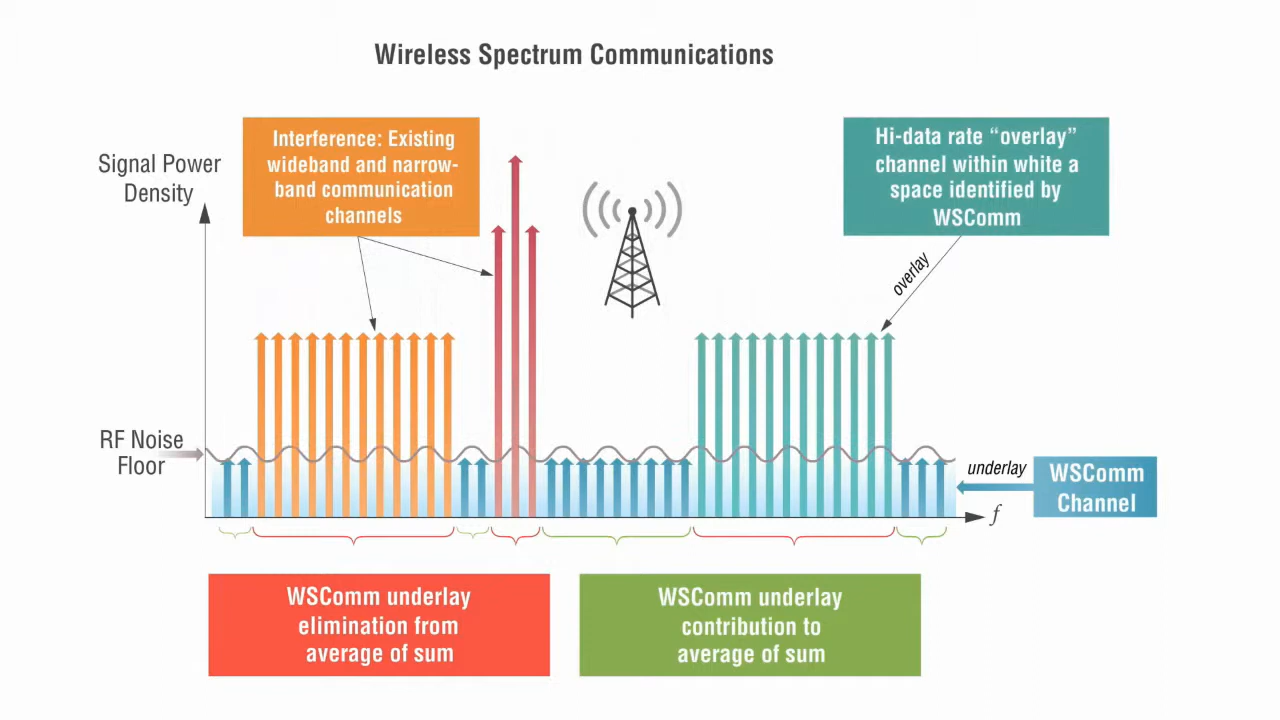 Wireless Spectrum Communications
Interference: Existing
wideband and narrow-
band communication
channels
Hi-data rate “overlay”
channel within white a
space identified by
WSComm
Signal Power
Density
overlay
RF Noise
Floor
underlay
WSComm
Channel
f
WSComm underlay
elimination from
average of sum
WSComm underlay
contribution to
average of sum